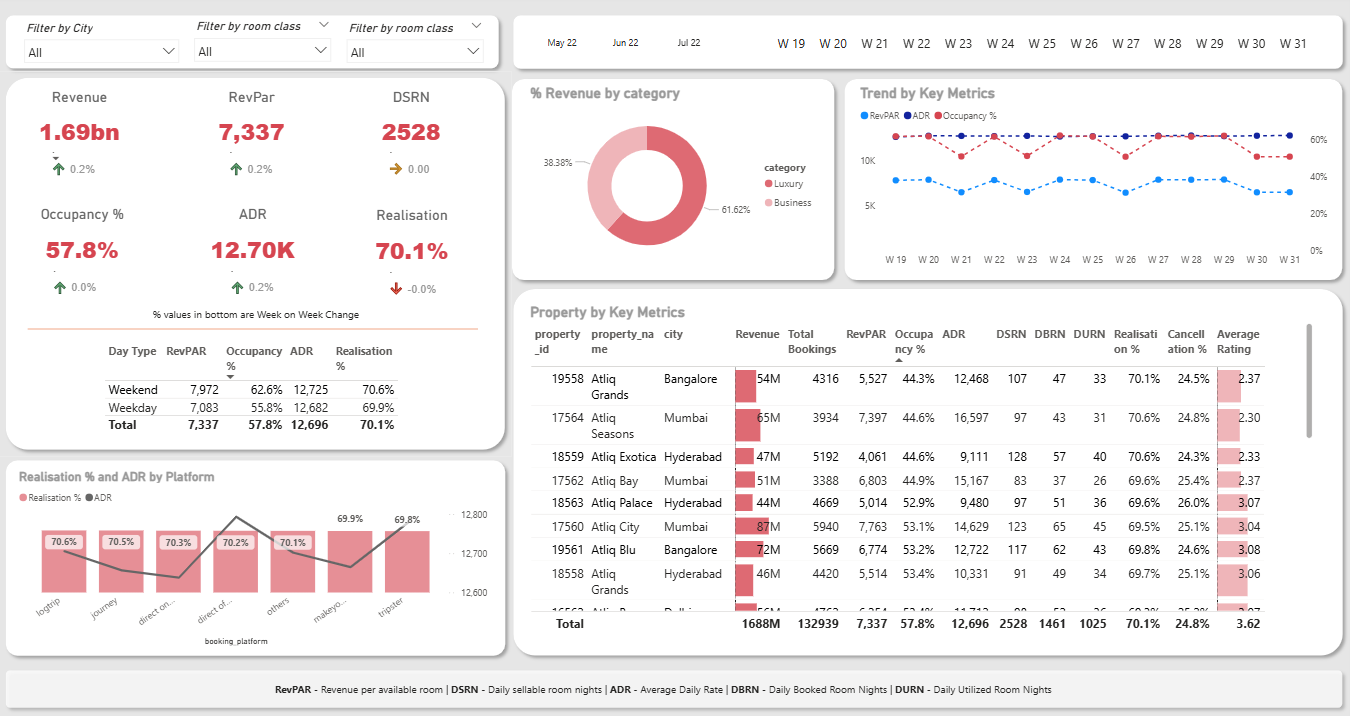 Filter by City
Filter by room class
Filter by room class
All
All
All
May 22 Jun 22 Jul 22
W 19 W 20 W 21 W 22 W 23 W 24 W 25 W 26 W 27 W 28 W 29 W 30 W 31
Revenue RevPar DSRN
1.69bn 7,337 2528
0.2% 0.2% 0.00
Occupancy % ADR Realisation
57.8% 12.70K 70.1%
0.0% 0.2% -0.0%
% values in bottom are Week on Week Change
Day Type RevPAR Occupancy ADR Realisation
% %
Weekend 7,972 62.6% 12,725 70.6%
Weekday 7,083 55.8% 12,682 69.9%
Total 7,337 57.8% 12,696 70.1%
Realisation % and ADR by Platform
Realisation % ADR
12,800
12,700
12,600
70.6% 70.5% 70.3% 70.2% 70.1% 69.9% 69.8%
logtrip journey direct on... direct of... others makeyo... tripster
booking_platform
% Revenue by category
38.38%
61.62%
category
Luxury
Business
Trend by Key Metrics
RevPAR ADR Occupancy %
10K
5K
60%
40%
20%
0%
W 19 W 20 W 21 W 22 W 23 W 24 W 25 W 26 W 27 W 28 W 29 W 30 W 31
Property by Key Metrics
property property_na city Revenue Total RevPAR Occupa ADR DSRN DBRN DURN Realisati Cancell Average
_id me Bookings ncy % on % ation % Rating
19558 Atliq Bangalore 54M 4316 5,527 44.3% 12,468 107 47 33 70.1% 24.5% 2.37
Grands
17564 Atliq Mumbai 65M 3934 7,397 44.6% 16,597 97 43 31 70.6% 24.8% 2.30
Seasons
18559 Atliq Exotica Hyderabad 47M 5192 4,061 44.6% 9,111 128 57 40 70.6% 24.3% 2.33
17562 Atliq Bay Mumbai 51M 3388 6,803 44.9% 15,167 83 37 26 69.6% 25.4% 2.37
18563 Atliq Palace Hyderabad 44M 4669 5,014 52.9% 9,480 97 51 36 69.6% 26.0% 3.07
17560 Atliq City Mumbai 87M 5940 7,763 53.1% 14,629 123 65 45 69.5% 25.1% 3.04
19561 Atliq Blu Bangalore 72M 5669 6,774 53.2% 12,722 117 62 43 69.8% 24.6% 3.08
18558 Atliq Hyderabad 46M 4420 5,514 53.4% 10,331 91 49 34 69.7% 25.1% 3.06
Grands
Total 1688M 132939 7,337 57.8% 12,696 2528 1461 1025 70.1% 24.8% 3.62
RevPAR - Revenue per available room | DSRN - Daily sellable room nights | ADR - Average Daily Rate | DBRN - Daily Booked Room Nights | DURN - Daily Utilized Room Nights